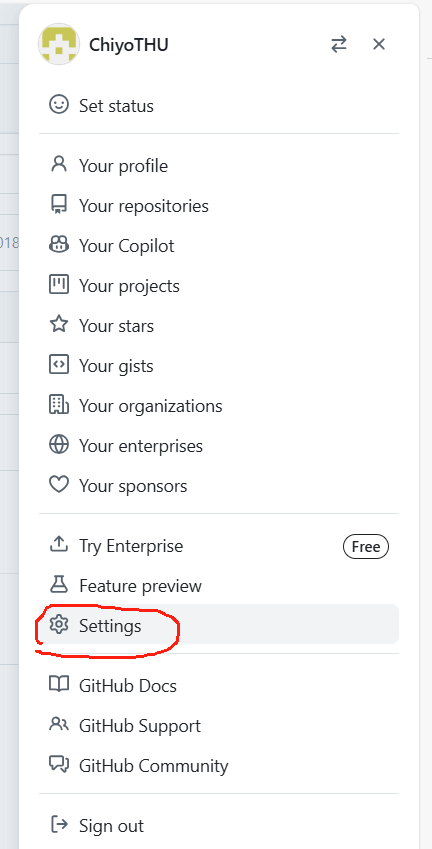 ChiyoTHU
Set status
Your profile
Your repositories
018
Your Copilot
Your projects
Your stars
Your gists
Your organizations
Your enterprises
Your sponsors
Try Enterprise Free
Feature preview
Settings
GitHub Docs
GitHub Support
GitHub Community
Sign out